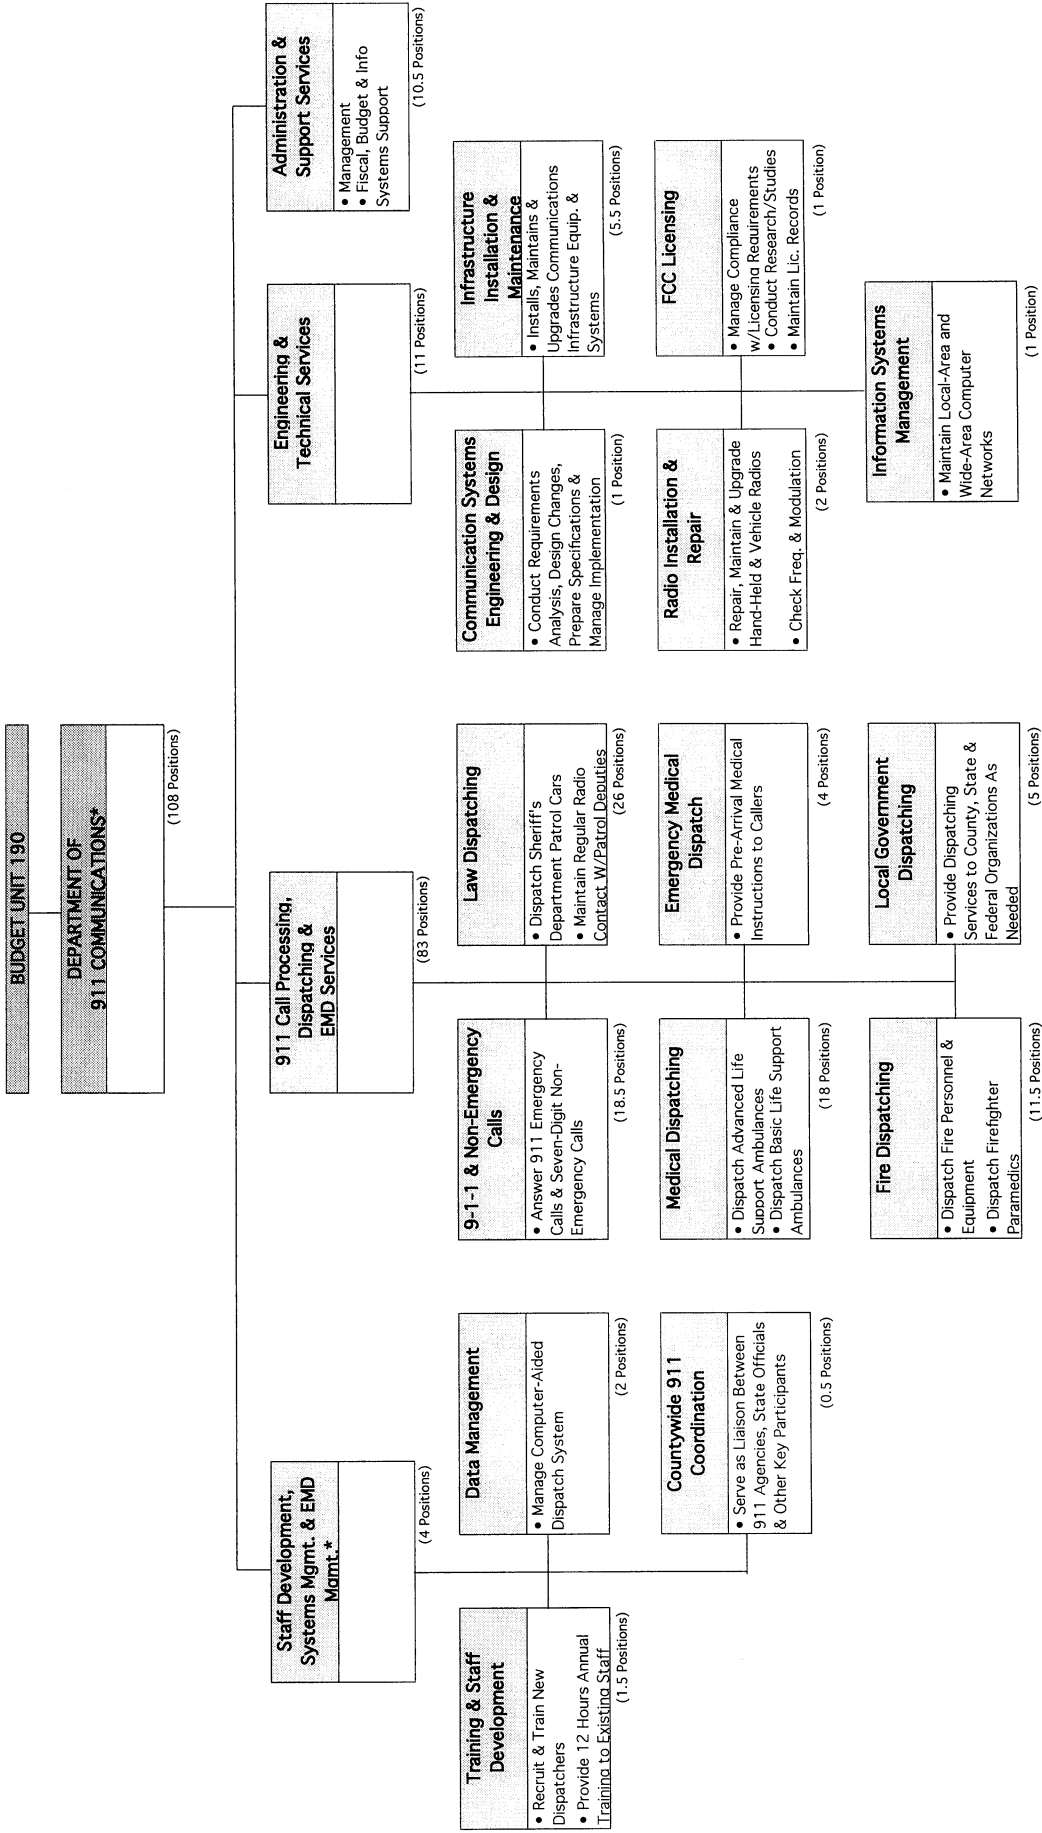 BUDGET UNIT 190
DEPARTMENT OF
911 COMMUNICATIONS*
(108 Positions)
Staff Development,
Systems Mgmt. & EMD
Mgmt.*
(4 Positions)
911 Call Processing,
Dispatching &
EMD Services
(83 Positions)
Engineering &
Technical Services
(11 Positions)
Administration &
Support Services
• Management
• Fiscal, Budget & Info
Systems Support
(10.5 Positions)
Training & Staff
Development
• Recruit & Train New
Dispatchers
• Provide 12 Hours Annual
Training to Existing Staff
(1.5 Positions)
Data Management
• Manage Computer-Aided
Dispatch System
(2 Positions)
Countywide 911
Coordination
• Serve as Liaison Between
911 Agencies, State Officials
& Other Key Participants
(0.5 Positions)
9-1-1 & Non-Emergency
Calls
• Answer 911 Emergency
Calls & Seven-Digit Non-
Emergency Calls
(18.5 Positions)
Law Dispatching
• Dispatch Sheriff's
Department Patrol Cars
• Maintain Regular Radio
Contact W/Patrol Deputies
(26 Positions)
Medical Dispatching
• Dispatch Advanced Life
Support Ambulances
• Dispatch Basic Life Support
Ambulances
(18 Positions)
Emergency Medical
Dispatch
• Provide Pre-Arrival Medical
Instructions to Callers
(4 Positions)
Fire Dispatching
• Dispatch Fire Personnel &
Equipment
• Dispatch Firefighter
Paramedics
(11.5 Positions)
Local Government
Dispatching
• Provide Dispatching
Services to County, State &
Federal Organizations As
Needed
(5 Positions)
Communication Systems
Engineering & Design
• Conduct Requirements
Analysis, Design Changes,
Prepare Specifications &
Manage Implementation
(1 Position)
Infrastructure
Installation &
Maintenance
• Installs, Maintains &
Upgrades Communications
Infrastructure Equip. &
Systems
(5.5 Positions)
Radio Installation &
Repair
• Repair, Maintain & Upgrade
Hand-Held & Vehicle Radios
• Check Freq. & Modulation
(2 Positions)
FCC Licensing
• Manage Compliance
w/Licensing Requirements
• Conduct Research/Studies
• Maintain Lic. Records
(1 Position)
Information Systems
Management
• Maintain Local-Area and
Wide-Area Computer
Networks
(1 Position)